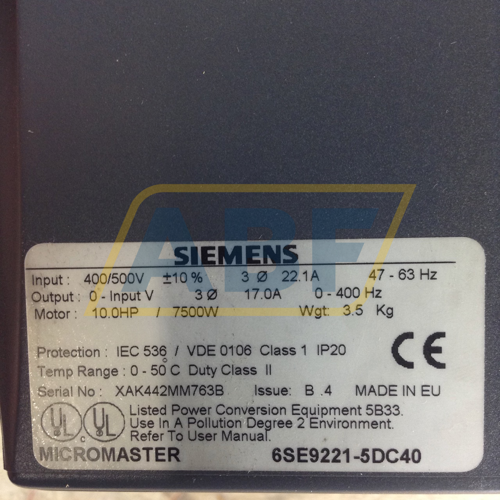 ABF
SIEMENS
Input : 400/500V ±10 % 3 Ø 22.1A 47 - 63 Hz
Output : 0 - Input V 3 Ø 17.0A 0 - 400 Hz
Motor : 10.0HP / 7500W Wgt: 3.5 Kg
Protection : IEC 536 / VDE 0106 Class 1 IP20
Temp Range : 0 - 50°C Duty Class II
Serial No : XAK442MM763B Issue: B .4 MADE IN EU
CE
UL UL Listed Power Conversion Equipment 5B33.
Use In A Pollution Degree 2 Environment.
Refer To User Manual.
MICROMASTER 6SE9221-5DC40